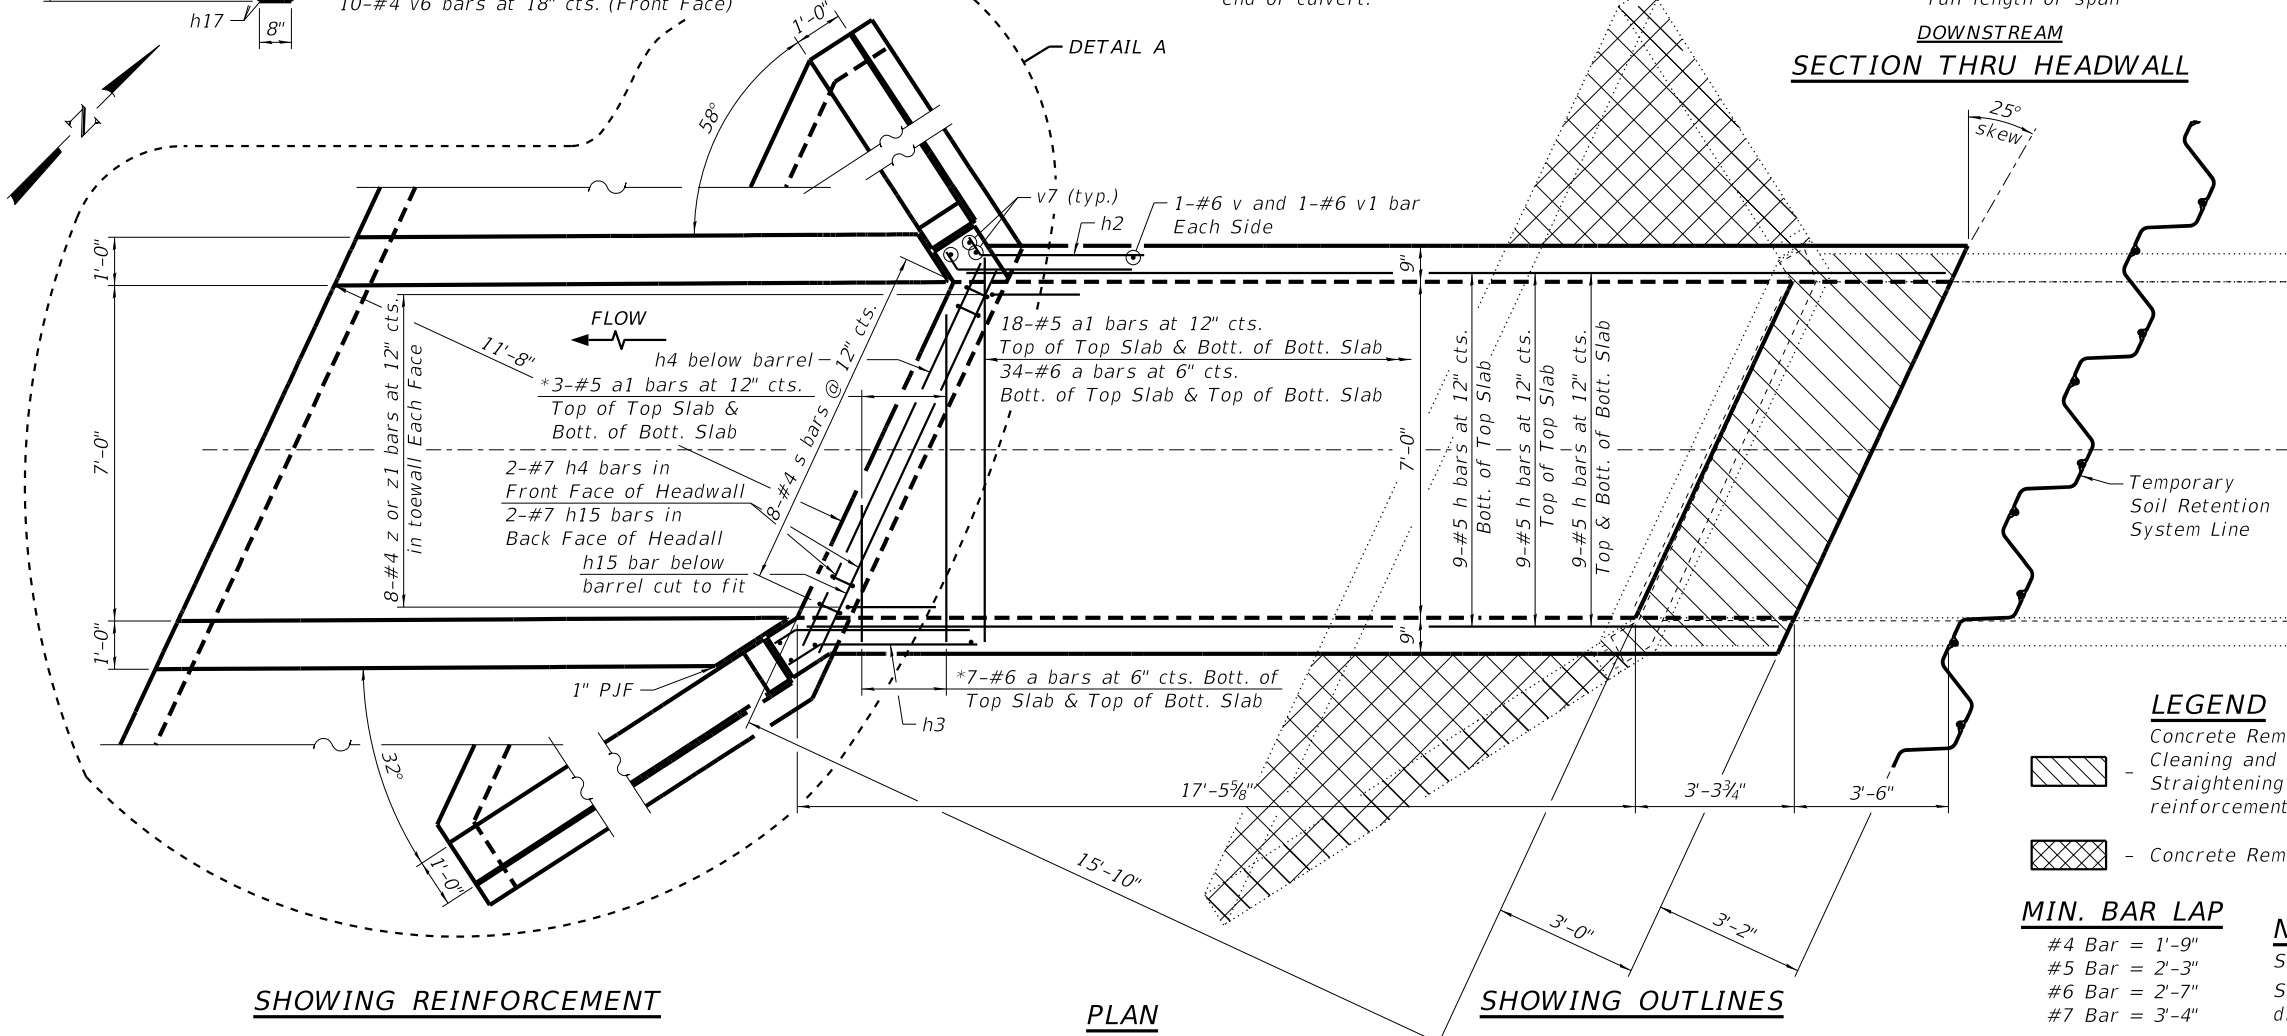 h17
8"
10-#4 v6 bars at 18" cts. (Front Face)
end of culvert.
full length of span
DOWNSTREAM
SECTION THRU HEADWALL
1'-0"
DETAIL A
N
58°
25°
skew
v7 (typ.)
h2
1-#6 v and 1-#6 v1 bar
Each Side
1'-0"
7'-0"
1'-0"
9"
7'-0"
9"
FLOW
11'-8"
8-#4 z or z1 bars at 12" cts.
in toewall Each Face
h4 below barrel
*3-#5 a1 bars at 12" cts.
Top of Top Slab &
Bott. of Bott. Slab
8-#4 s bars @ 12" cts.
18-#5 a1 bars at 12" cts.
Top of Top Slab & Bott. of Bott. Slab
34-#6 a bars at 6" cts.
Bott. of Top Slab & Top of Bott. Slab
9-#5 h bars at 12" cts.
Bott. of Top Slab
9-#5 h bars at 12" cts.
Top of Top Slab
9-#5 h bars at 12" cts.
Top & Bott. of Bott. Slab
2-#7 h4 bars in
Front Face of Headwall
2-#7 h15 bars in
Back Face of Headall
h15 bar below
barrel cut to fit
Temporary
Soil Retention
System Line
1" PJF
*7-#6 a bars at 6" cts. Bott. of
Top Slab & Top of Bott. Slab
h3
32°
1'-0"
17'-5⅝"
3'-3¾"
3'-6"
15'-10"
3'-0"
3'-2"
LEGEND
Concrete Rem
Cleaning and
Straightening
reinforcement
- Concrete Rem
MIN. BAR LAP
#4 Bar = 1'-9"
#5 Bar = 2'-3"
#6 Bar = 2'-7"
#7 Bar = 3'-4"
SHOWING REINFORCEMENT
PLAN
SHOWING OUTLINES